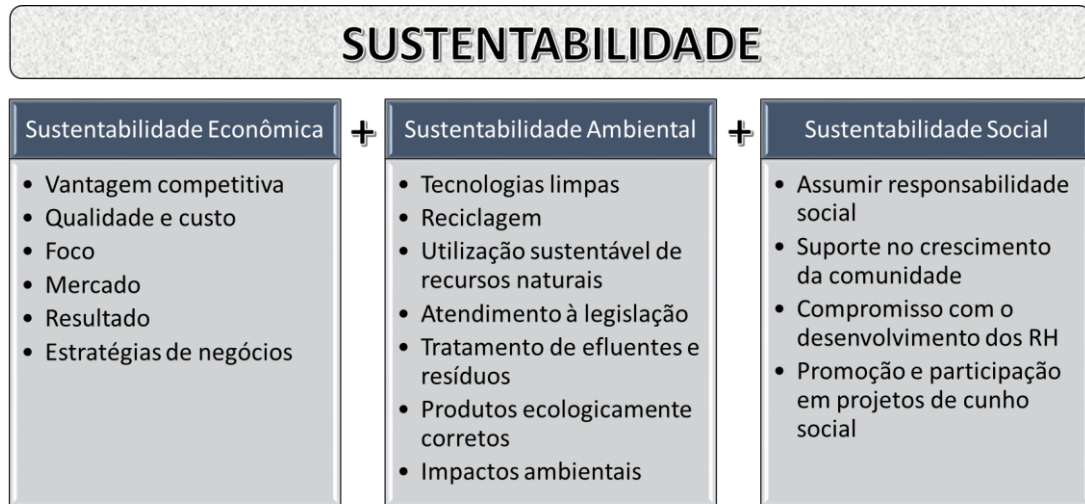 SUSTENTABILIDADE
Sustentabilidade Econômica
• Vantagem competitiva
• Qualidade e custo
• Foco
• Mercado
• Resultado
• Estratégias de negócios
+
Sustentabilidade Ambiental
• Tecnologias limpas
• Reciclagem
• Utilização sustentável de
recursos naturais
• Atendimento à legislação
• Tratamento de efluentes e
resíduos
• Produtos ecologicamente
corretos
• Impactos ambientais
+
Sustentabilidade Social
• Assumir responsabilidade
social
• Suporte no crescimento
da comunidade
• Compromisso com o
desenvolvimento dos RH
• Promoção e participação
em projetos de cunho
social